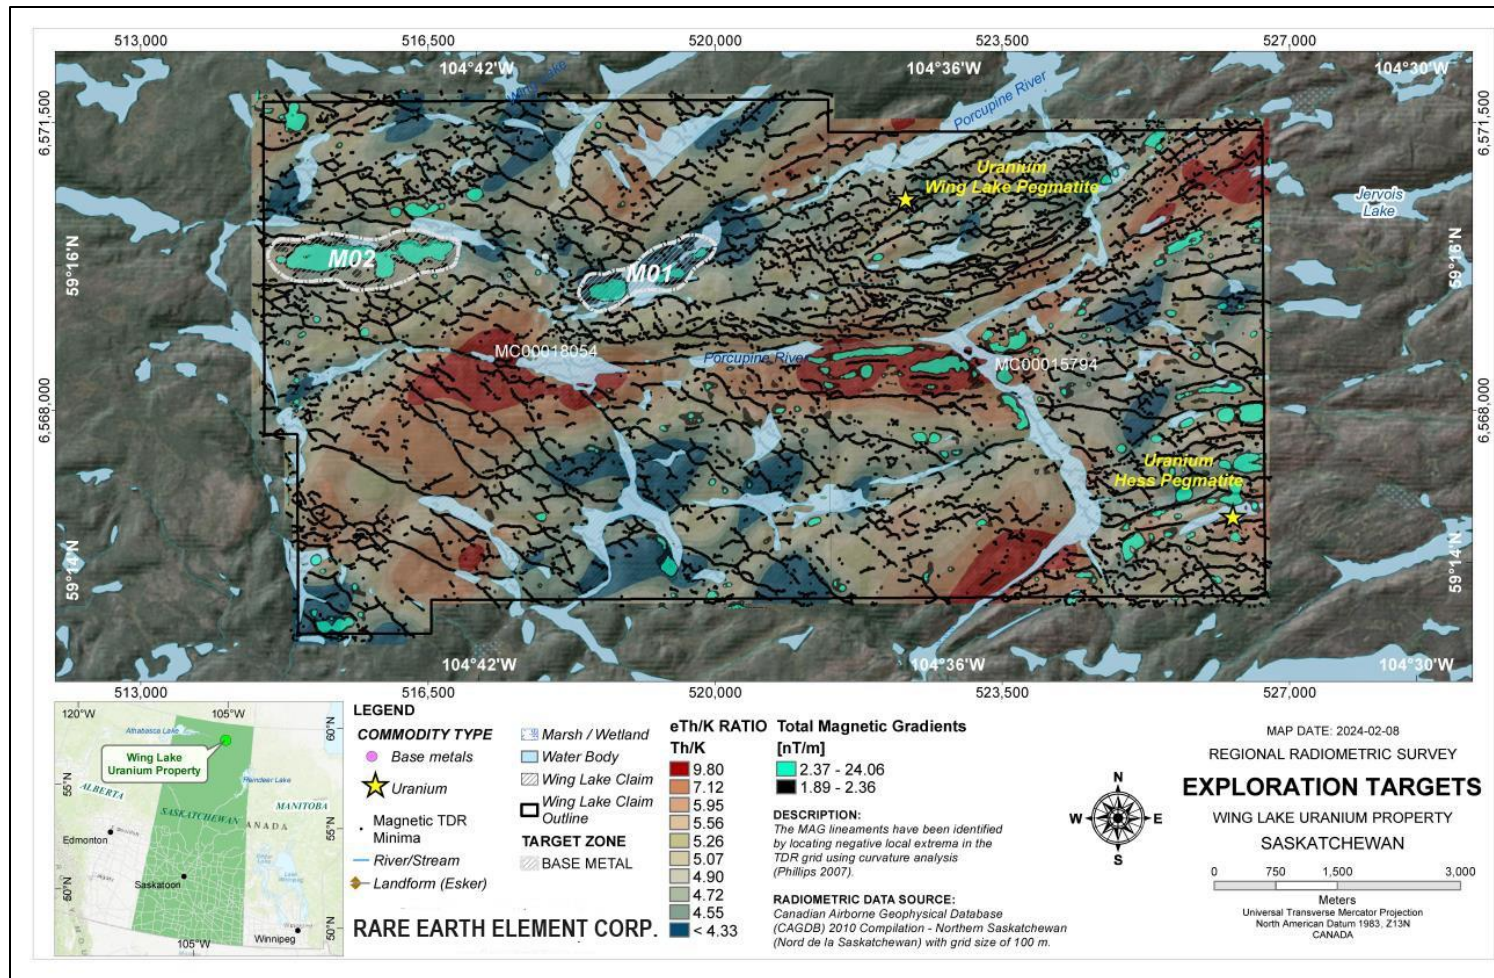 513,000
516,500
520,000
523,500
527,000
104°42'W
104°36'W
104°30'W
Wing Lake
Porcupine River
6,571,500
6,571,500
Uranium
Wing Lake Pegmatite
Jervois
Lake
59°16'N
M02
M01
59°16'N
MC00018054
Porcupine River
MC00015794
6,568,000
6,568,000
Uranium
Hess Pegmatite
59°14'N
59°14'N
104°42'W
104°36'W
104°30'W
513,000
516,500
520,000
523,500
527,000
120°W
105°W
60°N
Athabasca Lake
Wing Lake
Uranium Property
Reindeer Lake
55°N
ALBERTA
MANITOBA
SASKATCHEWAN
ANADA
55°N
Edmonton
50°N
Saskatoon
50°N
105°W
Winnipeg
LEGEND
COMMODITY TYPE
Base metals
Uranium
Magnetic TDR
Minima
River/Stream
Landform (Esker)
Marsh / Wetland
Water Body
Wing Lake Claim
Wing Lake Claim
Outline
TARGET ZONE
BASE METAL
RARE EARTH ELEMENT CORP.
eTh/K RATIO
Th/K
9.80
7.12
5.95
5.56
5.26
5.07
4.90
4.72
4.55
< 4.33
Total Magnetic Gradients
[nT/m]
2.37 - 24.06
1.89 - 2.36
DESCRIPTION:
The MAG lineaments have been identified
by locating negative local extrema in the
TDR grid using curvature analysis
(Phillips 2007).
RADIOMETRIC DATA SOURCE:
Canadian Airborne Geophysical Database
(CAGDB) 2010 Compilation - Northern Saskatchewan
(Nord de la Saskatchewan) with grid size of 100 m.
N
W
E
S
MAP DATE: 2024-02-08
REGIONAL RADIOMETRIC SURVEY
EXPLORATION TARGETS
WING LAKE URANIUM PROPERTY
SASKATCHEWAN
0 750 1,500 3,000
Meters
Universal Transverse Mercator Projection
North American Datum 1983, Z13N
CANADA